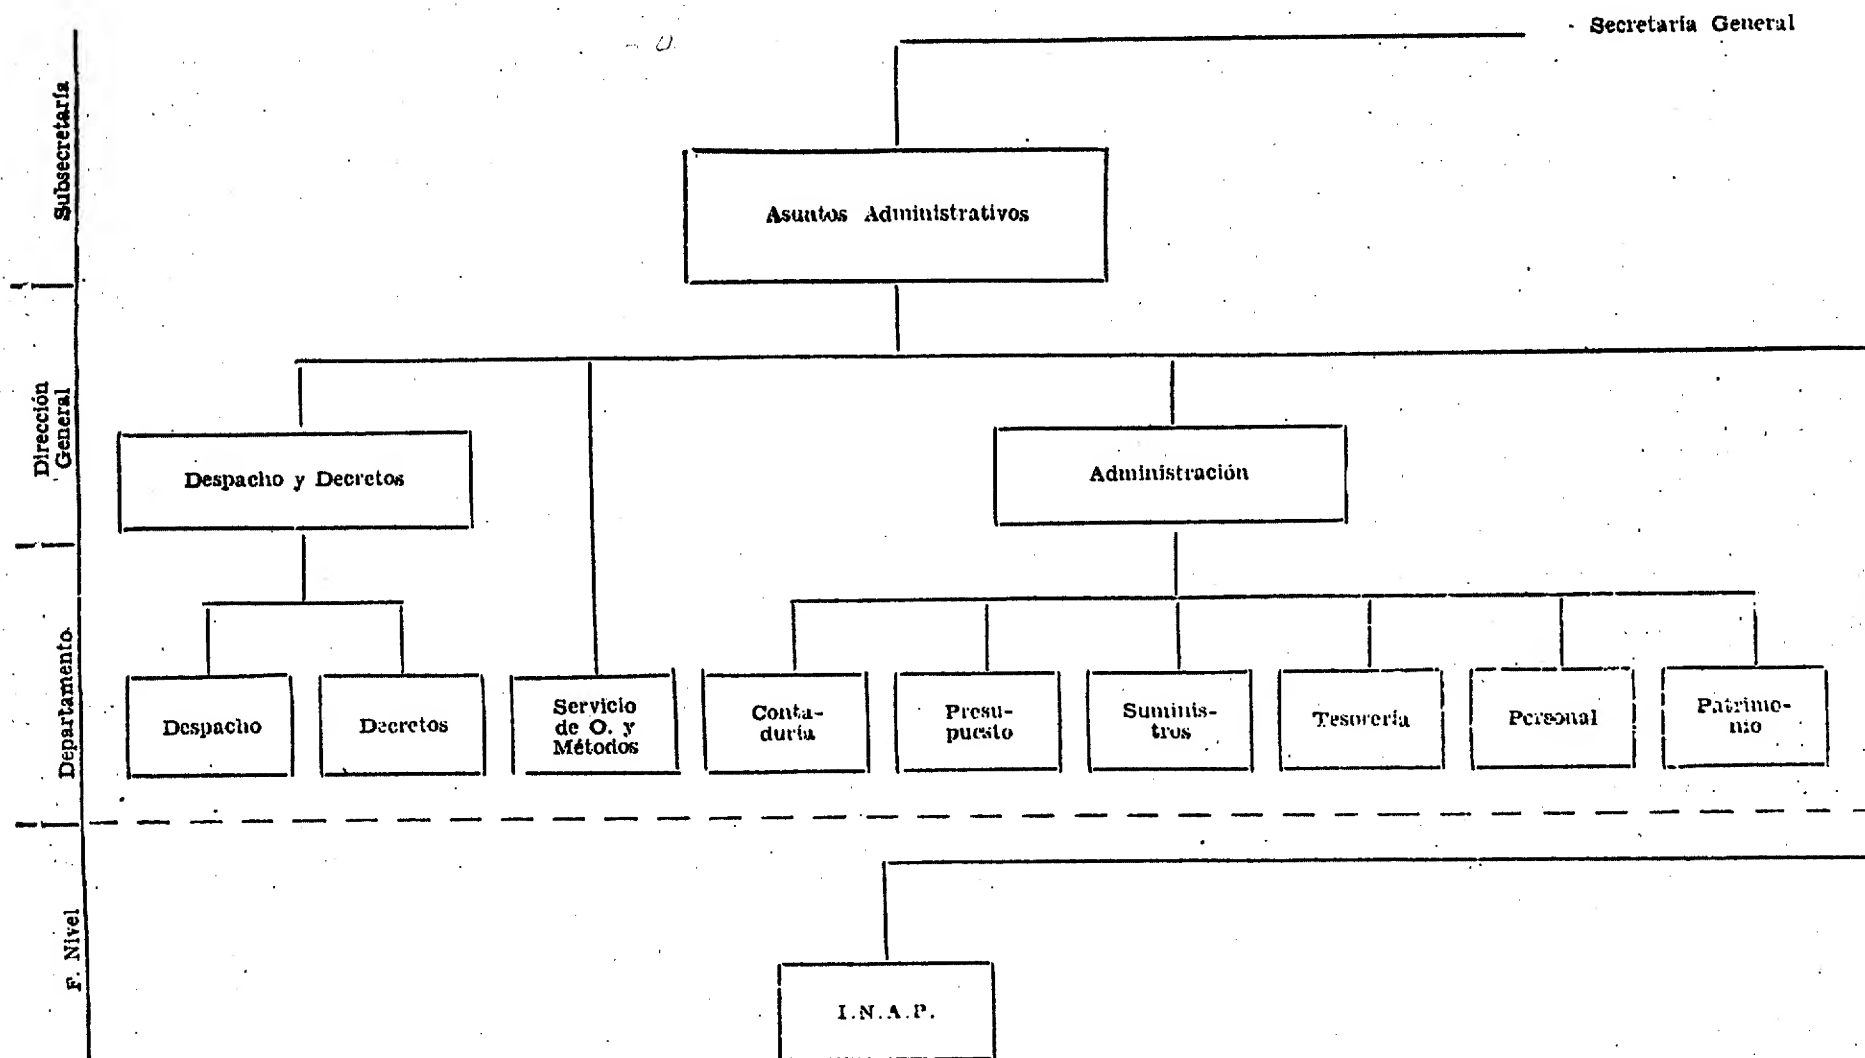 Secretaría General
Subsecretaría
Asuntos Administrativos
Dirección
General
Despacho y Decretos
Administración
Departamento
Despacho
Decretos
Servicio
de O. y
Métodos
Conta-
duría
Presu-
puesto
Suminis-
tros
Tesorería
Personal
Patrimo-
nio
F. Nivel
I.N.A.P.